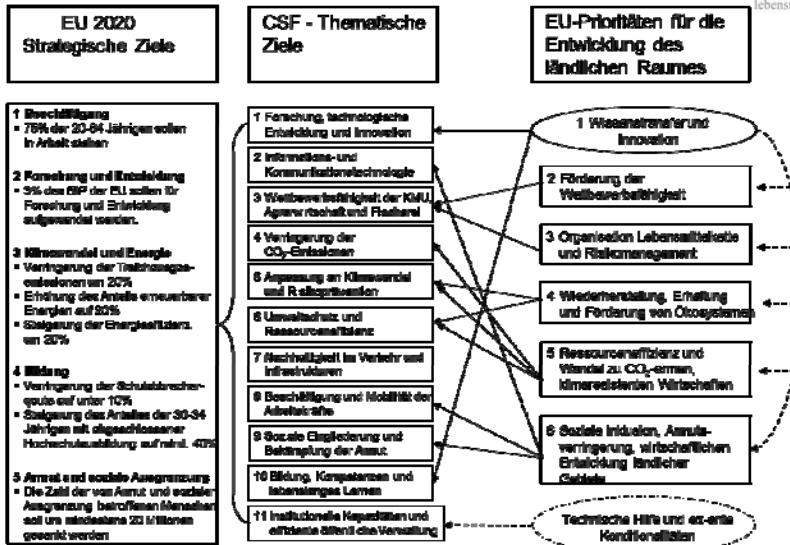 lebensm
EU 2020
Strategische Ziele
CSF - Thematische
Ziele
EU-Prioritäten für die
Entwicklung des
ländlichen Raumes
1 Beschäftigung
▪ 75% der 20-64 Jährigen sollen
in Arbeit stehen
2 Forschung und Entwicklung
▪ 3% des BIP der EU sollen für
Forschung und Entwicklung
aufgewendet werden.
3 Klimawandel und Energie
▪ Verringerung der Treibhausgas-
emissionen um 20%
▪ Erhöhung des Anteils erneuerbarer
Energien auf 20%
▪ Steigerung der Energieeffizienz
um 20%
4 Bildung
▪ Verringerung der Schulabbrecher-
quote auf unter 10%
▪ Steigerung des Anteiles der 30-34
Jährigen mit abgeschlossener
Hochschulausbildung auf mind. 40%
5 Armut und soziale Ausgrenzung
▪ Die Zahl der von Armut und sozialer
Ausgrenzung betroffenen Menschen
soll um mindestens 20 Millionen
gesenkt werden
1 Forschung, technologische
Entwicklung und Innovation
2 Informations- und
Kommunikationstechnologie
3 Wettbewerbsfähigkeit der KMU,
Agrarwirtschaft und Fischerei
4 Verringerung der
CO₂-Emissionen
5 Anpassung an Klimawandel
und Risikoprävention
6 Umweltschutz und
Ressourceneffizienz
7 Nachhaltigkeit im Verkehr und
Infrastrukturen
8 Beschäftigung und Mobilität der
Arbeitskräfte
9 Soziale Eingliederung und
Bekämpfung der Armut
10 Bildung, Kompetenzen und
lebenslanges Lernen
11 Institutionelle Kapazitäten und
effiziente öffentliche Verwaltung
1 Wissenstransfer und
Innovation
2 Förderung der
Wettbewerbsfähigkeit
3 Organisation Lebensmittelkette
und Risikomanagement
4 Wiederherstellung, Erhaltung
und Förderung von Ökosystemen
5 Ressourceneffizienz und
Wandel zu CO₂-armen,
klimaresistenten Wirtschaften
6 Soziale Inklusion, Armuts-
verringerung, wirtschaftlichen
Entwicklung ländlicher
Gebiete
Technische Hilfe und ex-ante
Konditionalitäten